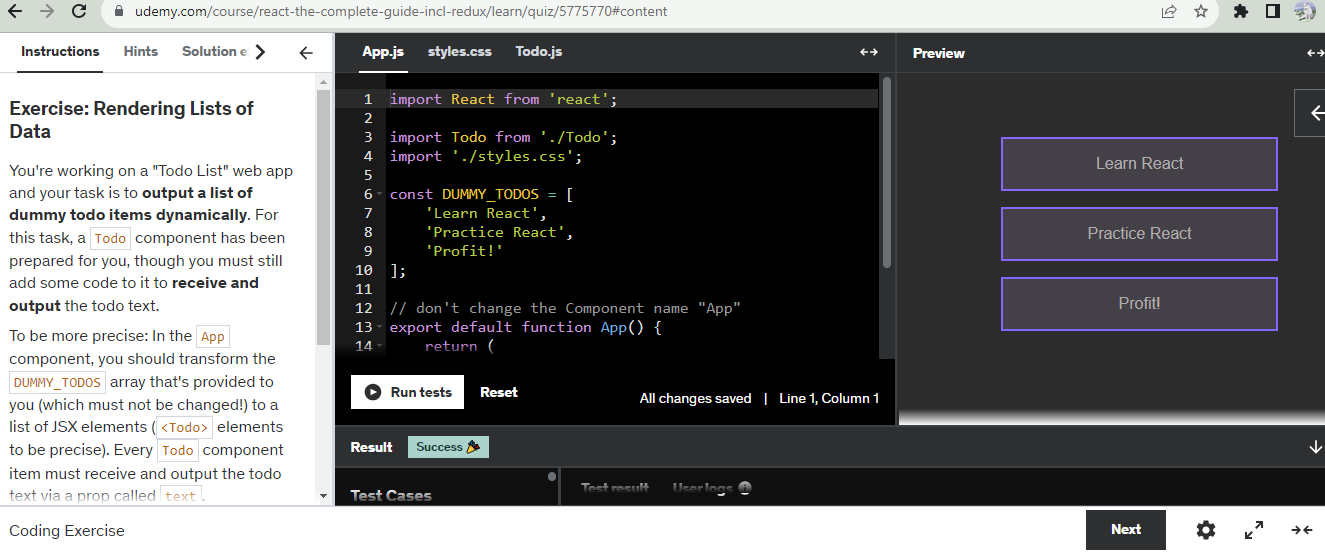 udemy.com/course/react-the-complete-guide-incl-redux/learn/quiz/5775770#content
Instructions Hints Solution e
Exercise: Rendering Lists of
Data
You're working on a "Todo List" web app
and your task is to output a list of
dummy todo items dynamically. For
this task, a Todo component has been
prepared for you, though you must still
add some code to it to receive and
output the todo text.
To be more precise: In the App
component, you should transform the
DUMMY_TODOS array that's provided to
you (which must not be changed!) to a
list of JSX elements (<Todo> elements
to be precise). Every Todo component
item must receive and output the todo
text via a prop called text.
App.js styles.css Todo.js
1 import React from 'react';
2
3 import Todo from './Todo';
4 import './styles.css';
5
6 const DUMMY_TODOS = [
7 'Learn React',
8 'Practice React',
9 'Profit!'
10 ];
11
12 // don't change the Component name "App"
13 export default function App() {
14 return (
Run tests Reset All changes saved | Line 1, Column 1
Result Success
Test Cases
Test result User logs
Preview
Learn React
Practice React
Profit!
Coding Exercise
Next